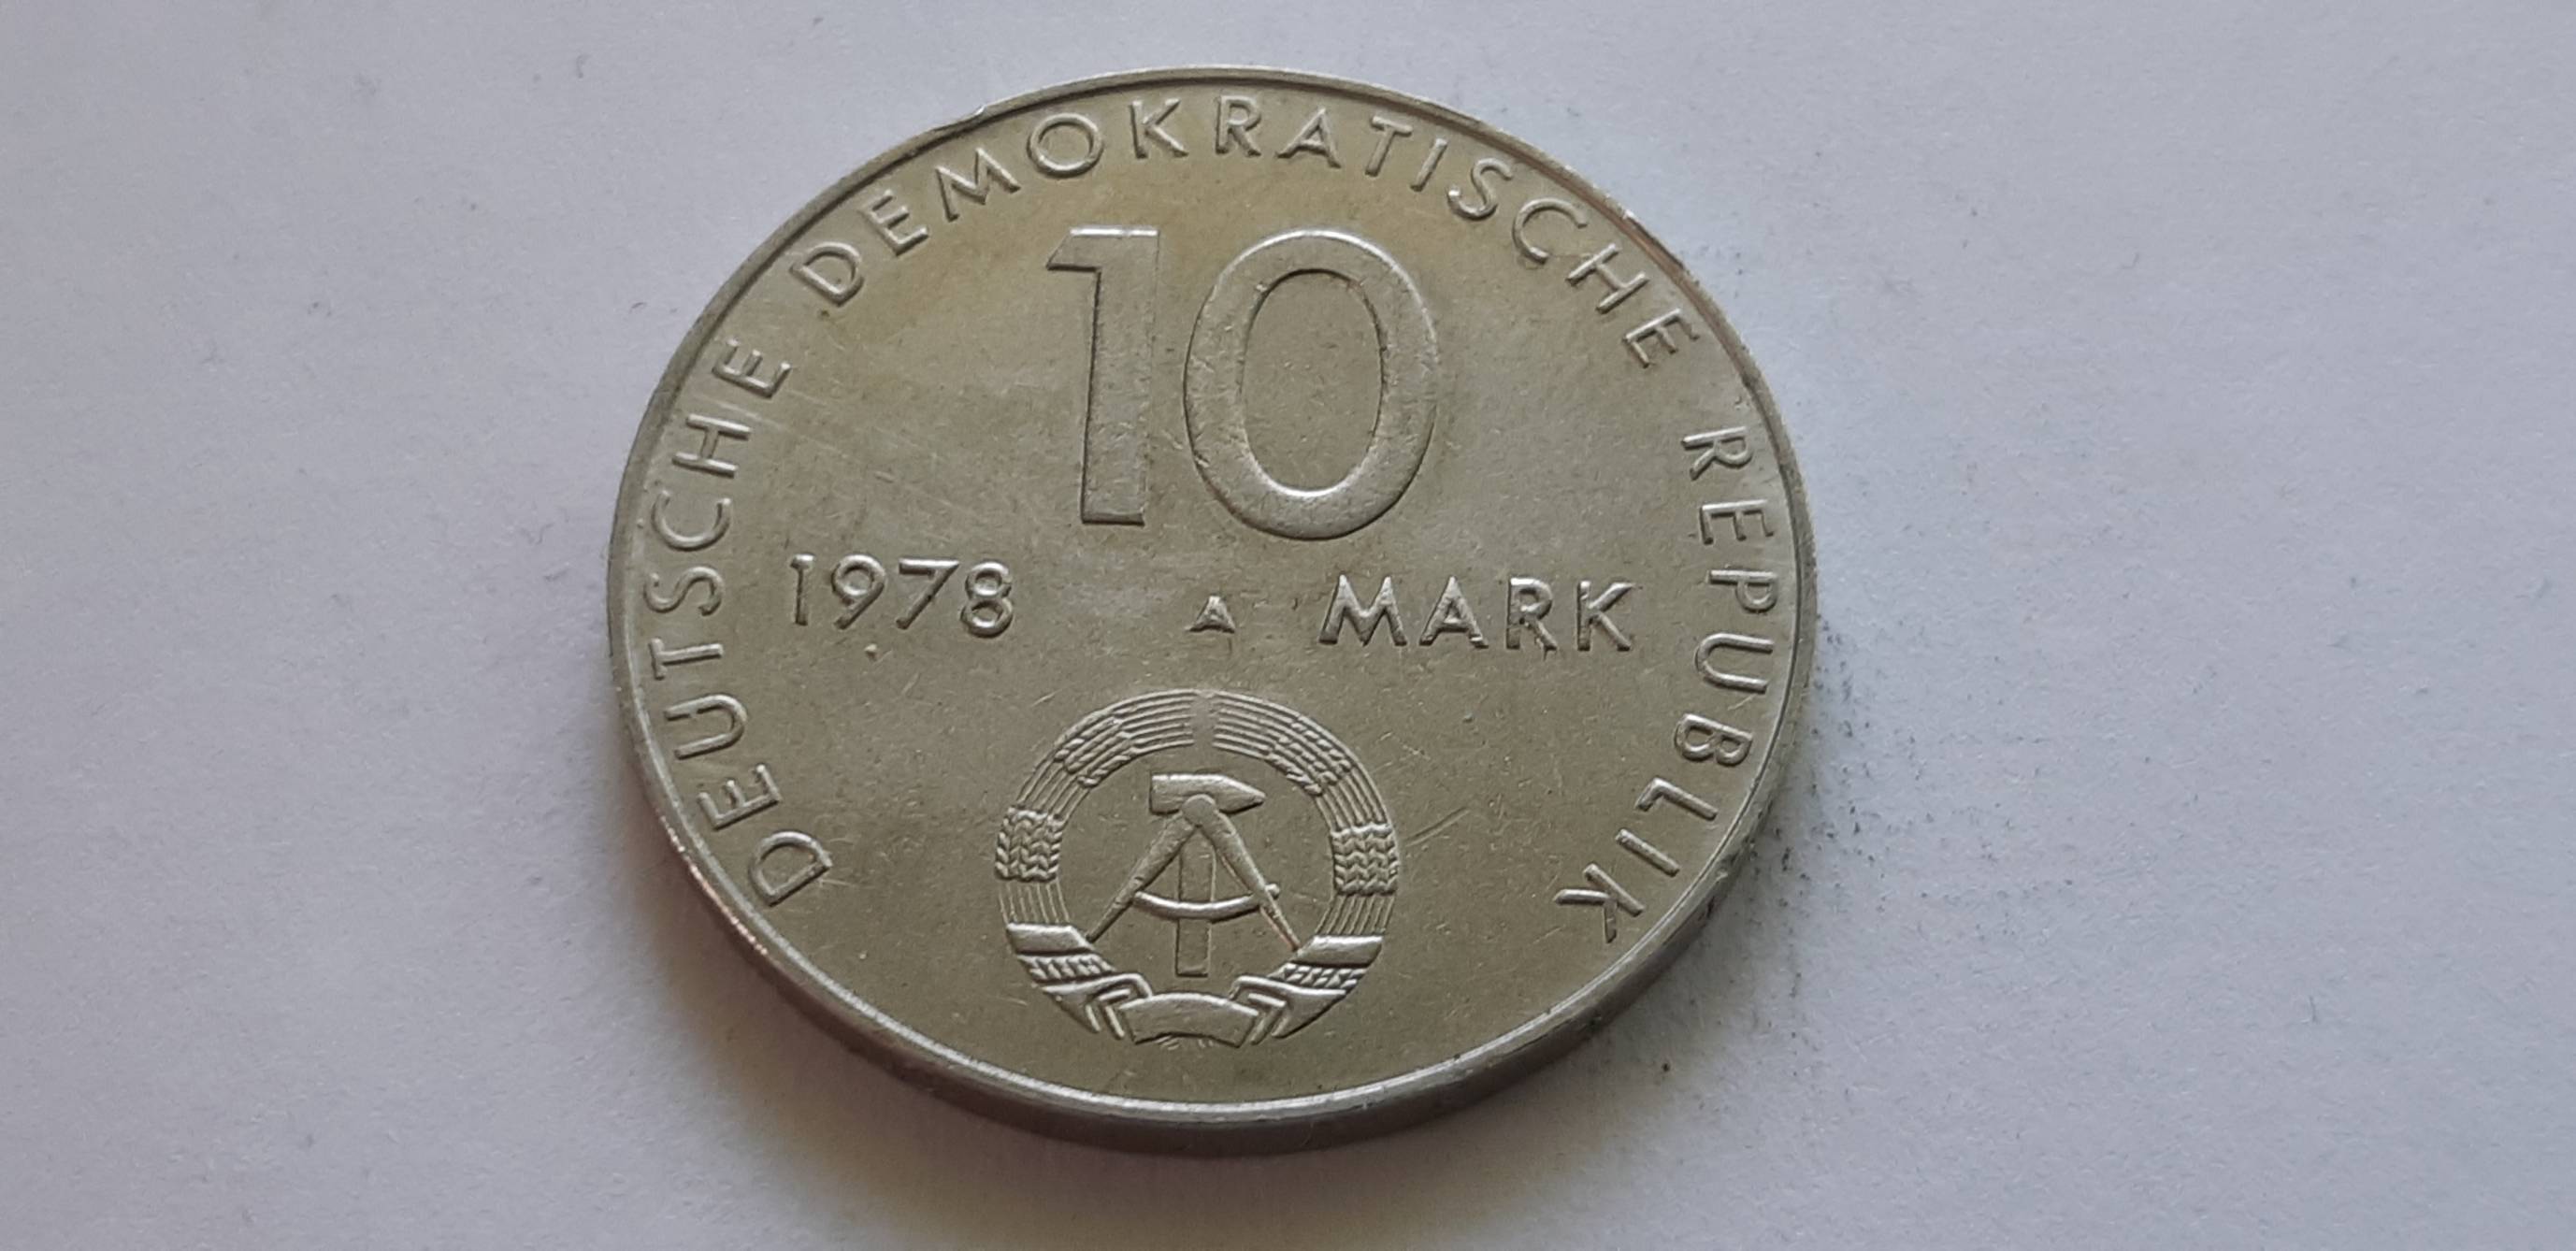 DEUTSCHE DEMOKRATISCHE REPUBLIK
10
1978 A MARK